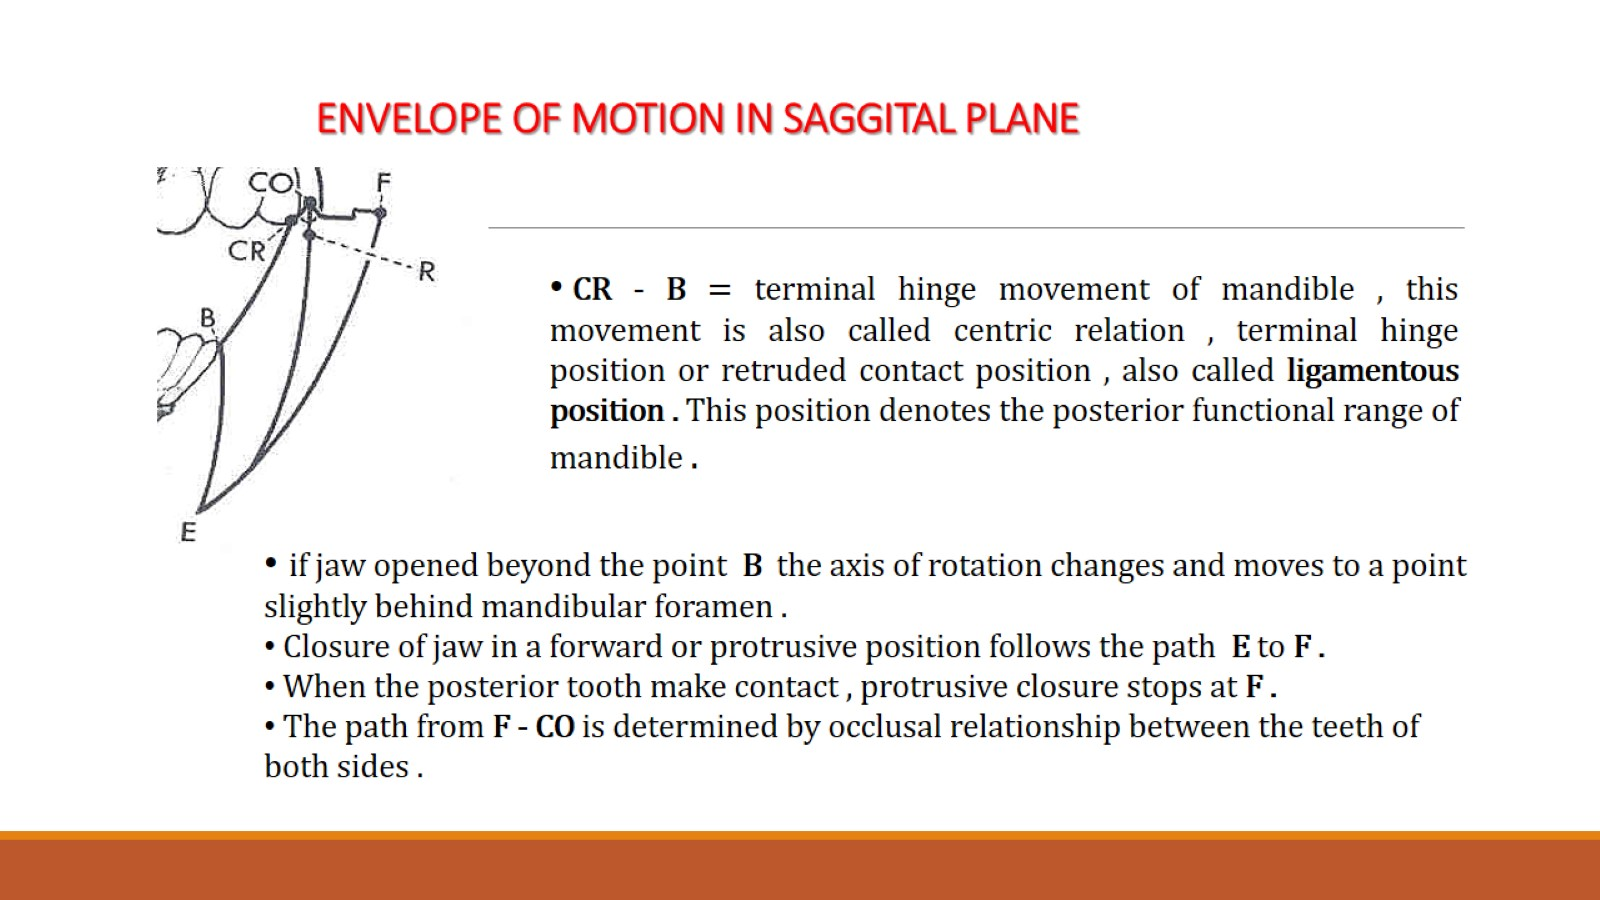 ENVELOPE OF MOTION IN SAGGITAL PLANE
CO
F
CR
R
B
E
• CR - B = terminal hinge movement of mandible , this
movement is also called centric relation , terminal hinge
position or retruded contact position , also called ligamentous
position . This position denotes the posterior functional range of
mandible .
• if jaw opened beyond the point B the axis of rotation changes and moves to a point
slightly behind mandibular foramen .
• Closure of jaw in a forward or protrusive position follows the path E to F .
• When the posterior tooth make contact , protrusive closure stops at F .
• The path from F - CO is determined by occlusal relationship between the teeth of
both sides .